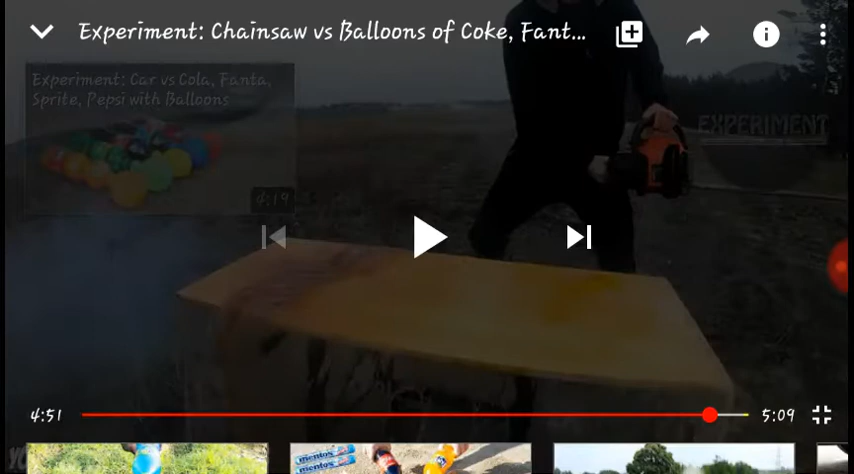 Experiment: Chainsaw vs Balloons of Coke, Fant...
Experiment: Car vs Cola, Fanta,
Sprite, Pepsi with Balloons
EXPERIMENT
4:19
4:51
5:09
mentos
mentos